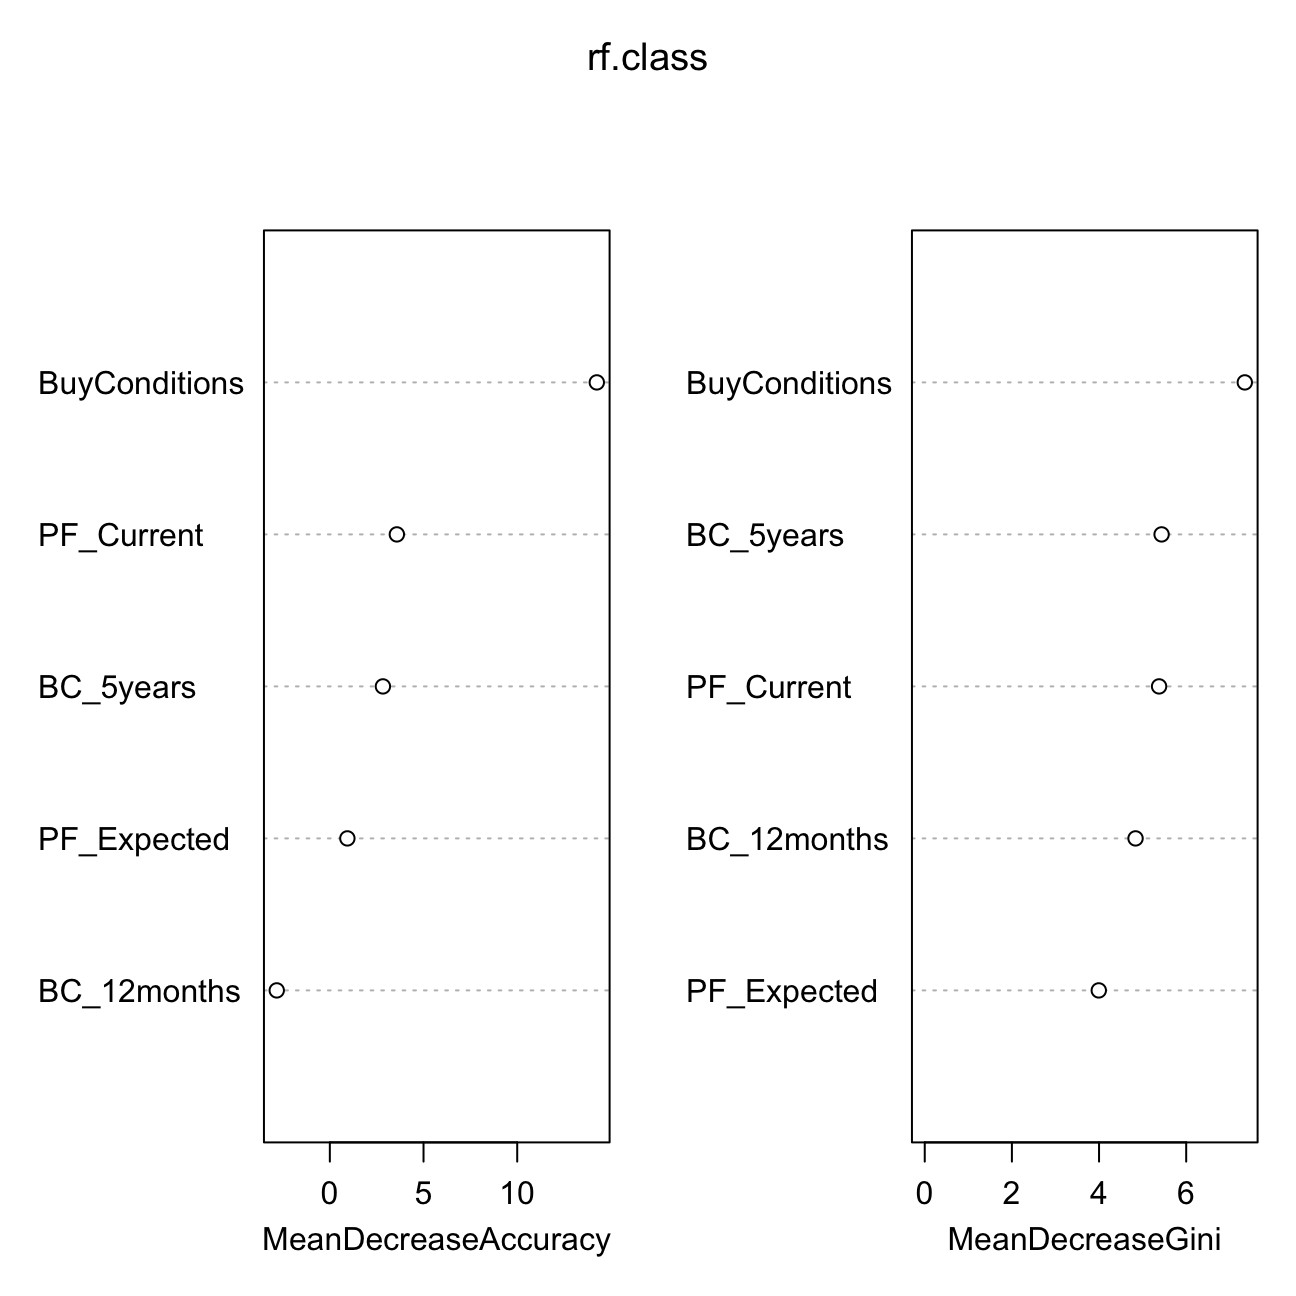 rf.class
BuyConditions
PF_Current
BC_5years
PF_Expected
BC_12months
0 5 10
MeanDecreaseAccuracy
BuyConditions
BC_5years
PF_Current
BC_12months
PF_Expected
0 2 4 6
MeanDecreaseGini